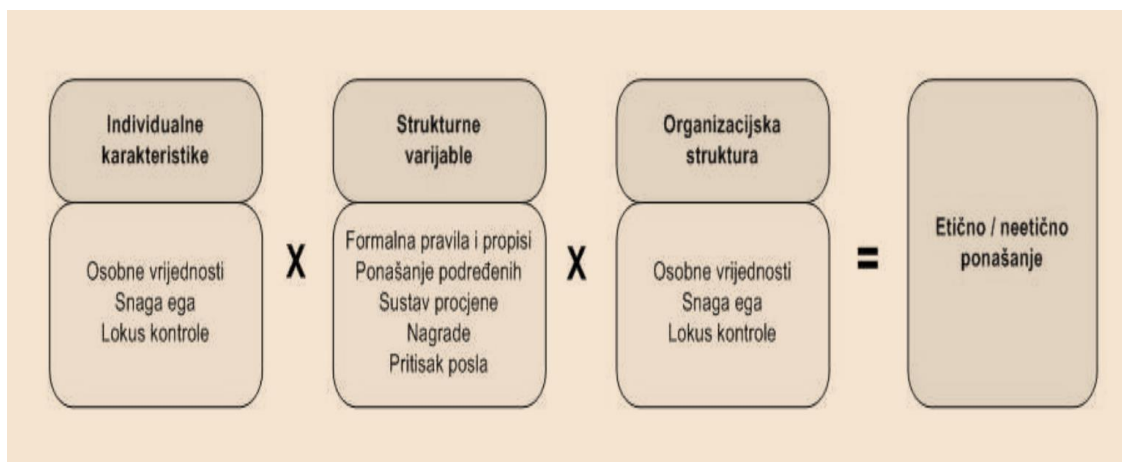 Individualne
karakteristike
Osobne vrijednosti
Snaga ega
Lokus kontrole
X
Strukturne
varijable
Formalna pravila i propisi
Ponašanje podređenih
Sustav procjene
Nagrade
Pritisak posla
X
Organizacijska
struktura
Osobne vrijednosti
Snaga ega
Lokus kontrole
=
Etično / neetično
ponašanje